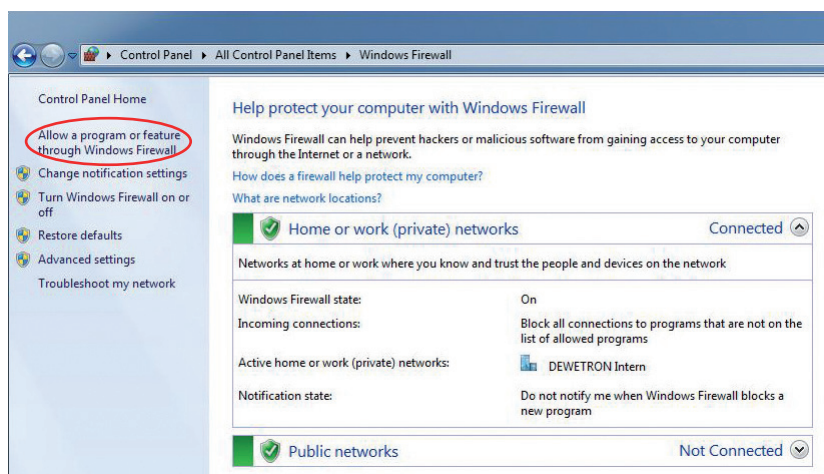 Control Panel ▸ All Control Panel Items ▸ Windows Firewall
Control Panel Home
Allow a program or feature
through Windows Firewall
Change notification settings
Turn Windows Firewall on or
off
Restore defaults
Advanced settings
Troubleshoot my network
Help protect your computer with Windows Firewall
Windows Firewall can help prevent hackers or malicious software from gaining access to your computer
through the Internet or a network.
How does a firewall help protect my computer?
What are network locations?
Home or work (private) networks Connected
Networks at home or work where you know and trust the people and devices on the network
Windows Firewall state: On
Incoming connections: Block all connections to programs that are not on the
list of allowed programs
Active home or work (private) networks: DEWETRON Intern
Notification state: Do not notify me when Windows Firewall blocks a
new program
Public networks Not Connected